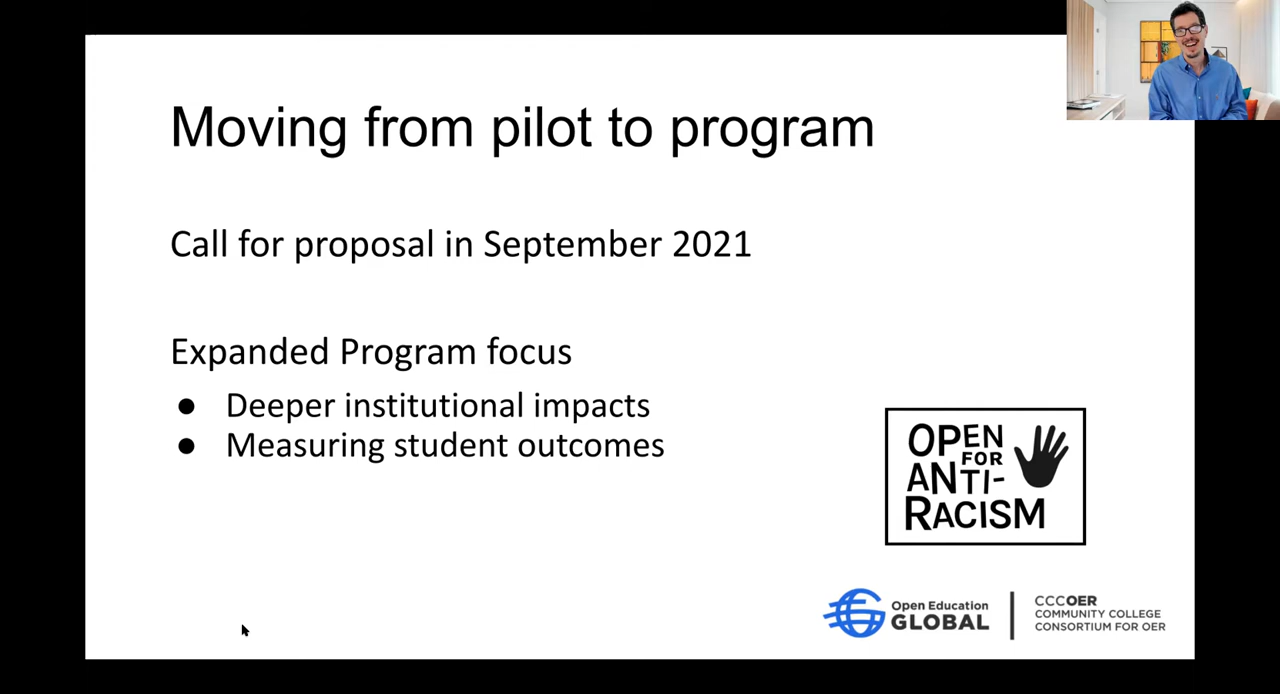 Moving from pilot to program
Call for proposal in September 2021
Expanded Program focus
● Deeper institutional impacts
● Measuring student outcomes
OPEN
FOR
ANTI-
RACISM
Open Education
GLOBAL
CCCOER
COMMUNITY COLLEGE
CONSORTIUM FOR OER